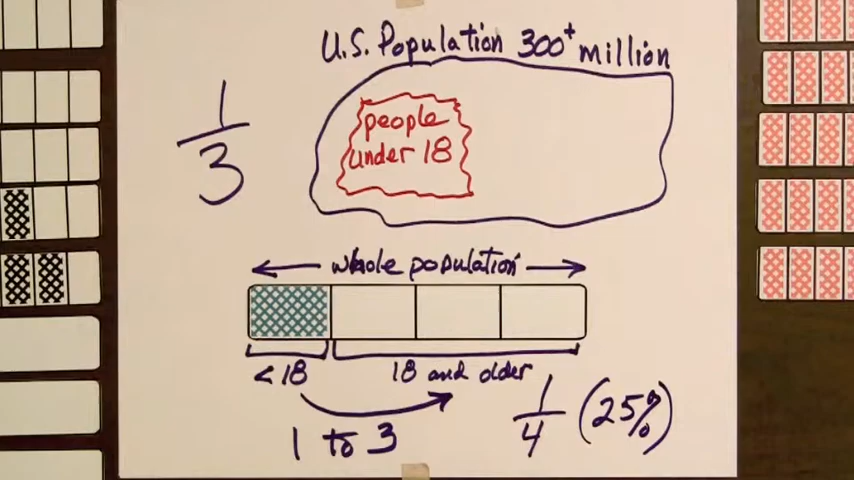 U.S. Population 300+ million
1/3
people
under 18
whole population
<18
18 and older
1 to 3
1/4 (25%)